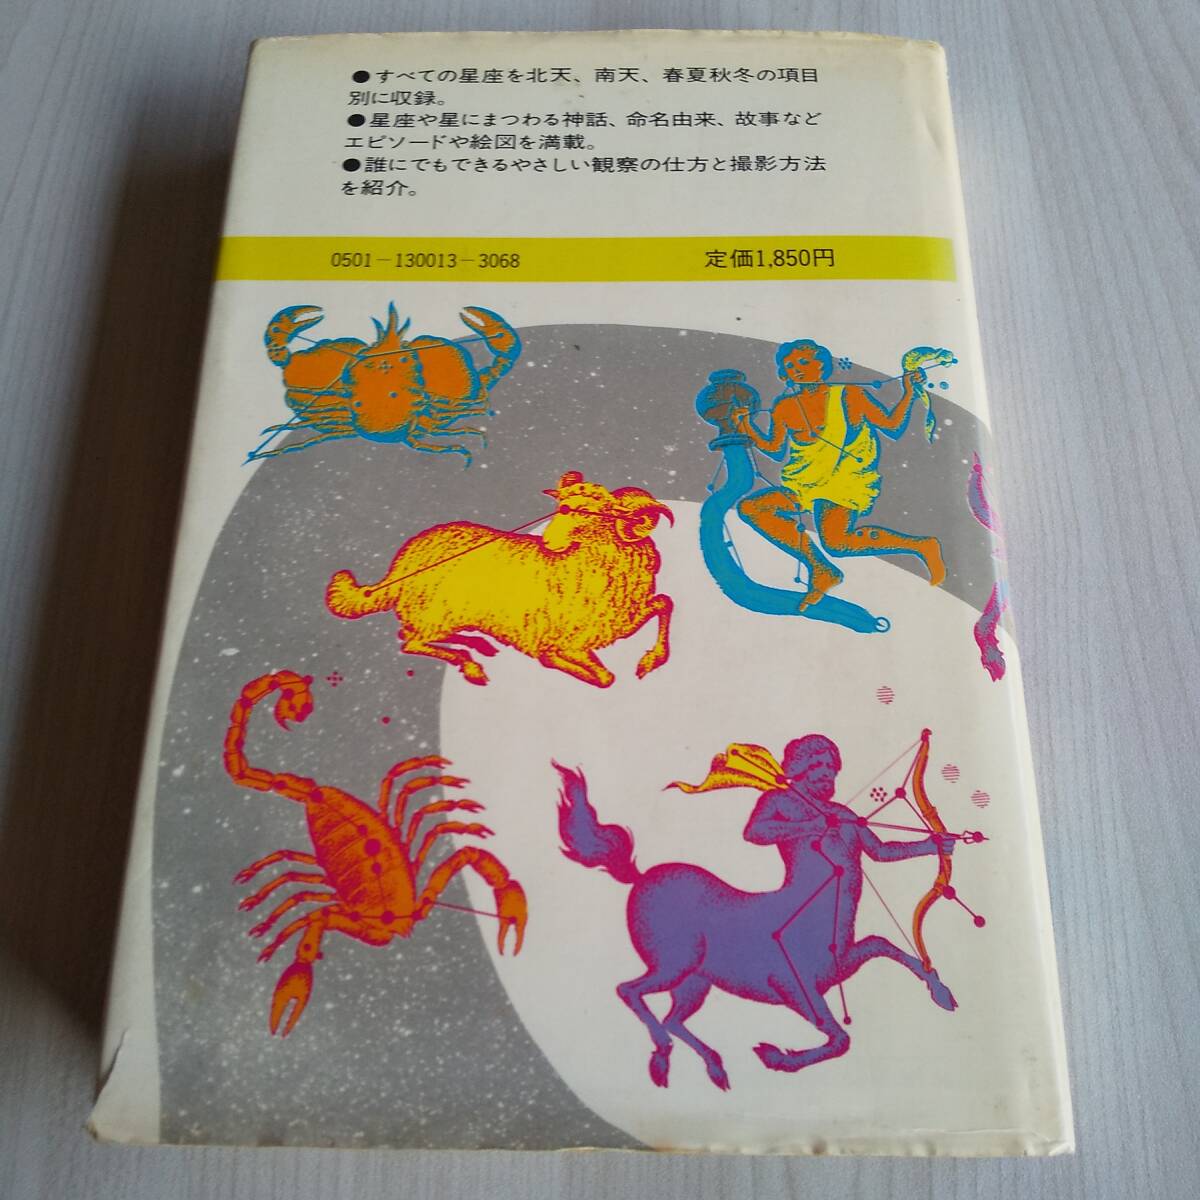 ●すべての星座を北天、南天、春夏秋冬の項目
別に収録。
●星座や星にまつわる神話、命名由来、故事など
エピソードや絵図を満載。
●誰にでもできるやさしい観察の仕方と撮影方法
を紹介。
0501-130013-3068 定価1,850円